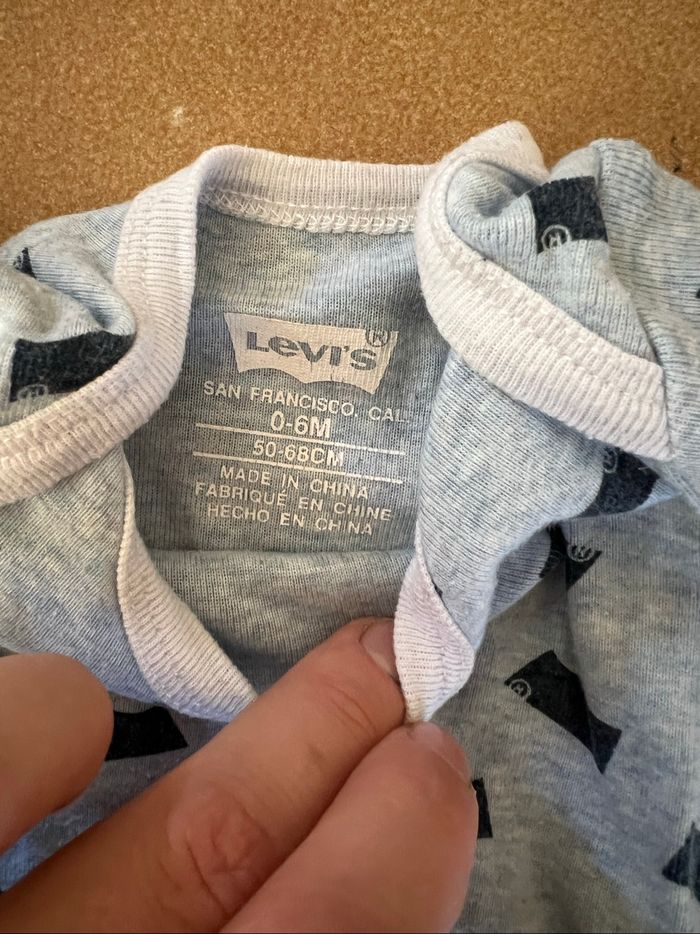 Levi's ®
SAN FRANCISCO, CAL.
0-6M
50-68CM
MADE IN CHINA
FABRIQUÉ EN CHINE
HECHO EN CHINA